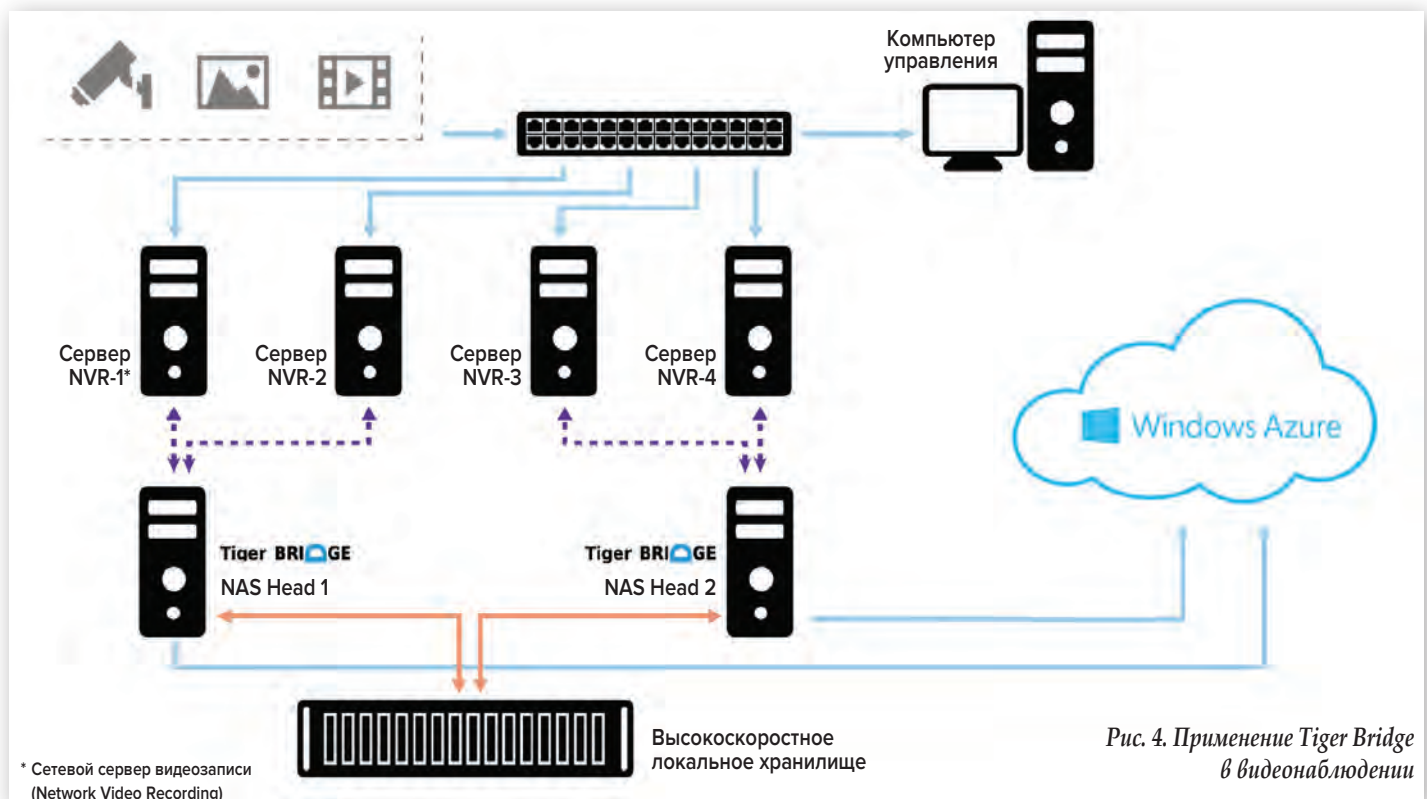 Компьютер
управления
Сервер
NVR-1*
Сервер
NVR-2
Сервер
NVR-3
Сервер
NVR-4
Windows Azure
Tiger BRIDGE
NAS Head 1
Tiger BRIDGE
NAS Head 2
Высокоскоростное
локальное хранилище
* Сетевой сервер видеозаписи
(Network Video Recording)
Рис. 4. Применение Tiger Bridge
в видеонаблюдении